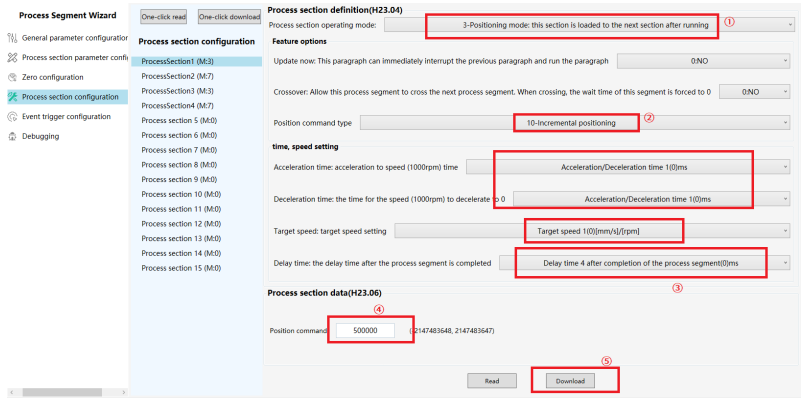 Process Segment Wizard
General parameter configuration
Process section parameter confi
Zero configuration
Process section configuration
Event trigger configuration
Debugging
One-click read
One-click download
Process section configuration
ProcessSection1 (M:3)
ProcessSection2 (M:7)
ProcessSection3 (M:3)
ProcessSection4 (M:7)
Process section 5 (M:0)
Process section 6 (M:0)
Process section 7 (M:0)
Process section 8 (M:0)
Process section 9 (M:0)
Process section 10 (M:0)
Process section 11 (M:0)
Process section 12 (M:0)
Process section 13 (M:0)
Process section 14 (M:0)
Process section 15 (M:0)
Process section definition(H23.04)
Process section operating mode:
3-Positioning mode: this section is loaded to the next section after running
①
Feature options
Update now: This paragraph can immediately interrupt the previous paragraph and run the paragraph
0:NO
Crossover: Allow this process segment to cross the next process segment. When crossing, the wait time of this segment is forced to 0
0:NO
Position command type
10-Incremental positioning
②
time, speed setting
Acceleration time: acceleration to speed (1000rpm) time
Acceleration/Deceleration time 1(0)ms
Deceleration time: the time for the speed (1000rpm) to decelerate to 0
Acceleration/Deceleration time 1(0)ms
Target speed: target speed setting
Target speed 1(0)[mm/s]/[rpm]
Delay time: the delay time after the process segment is completed
Delay time 4 after completion of the process segment(0)ms
③
Process section data(H23.06)
④
Position command
500000
(-2147483648, 2147483647)
⑤
Read
Download